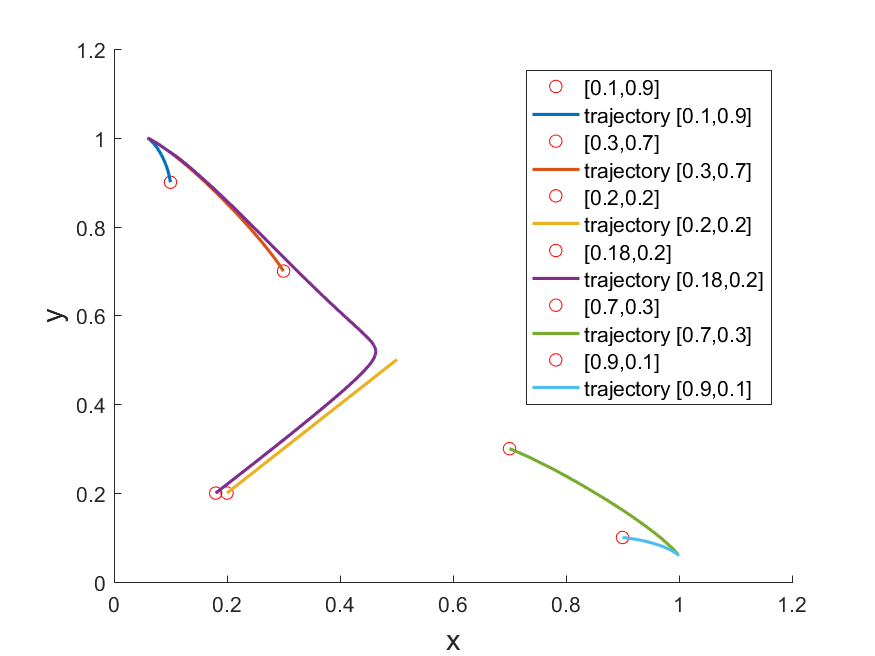 1.2
1
0.8
0.6
0.4
0.2
0
y
0 0.2 0.4 0.6 0.8 1 1.2
x
[0.1,0.9]
trajectory [0.1,0.9]
[0.3,0.7]
trajectory [0.3,0.7]
[0.2,0.2]
trajectory [0.2,0.2]
[0.18,0.2]
trajectory [0.18,0.2]
[0.7,0.3]
trajectory [0.7,0.3]
[0.9,0.1]
trajectory [0.9,0.1]